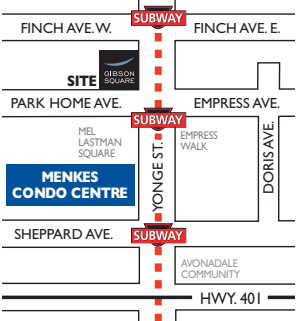 SUBWAY
FINCH AVE. W.
FINCH AVE. E.
SITE
GIBSON
SQUARE
PARK HOME AVE.
EMPRESS AVE.
SUBWAY
MEL
LASTMAN
SQUARE
EMPRESS
WALK
YONGE ST.
DORIS AVE.
MENKES
CONDO CENTRE
SHEPPARD AVE.
SUBWAY
AVONADALE
COMMUNITY
HWY. 401